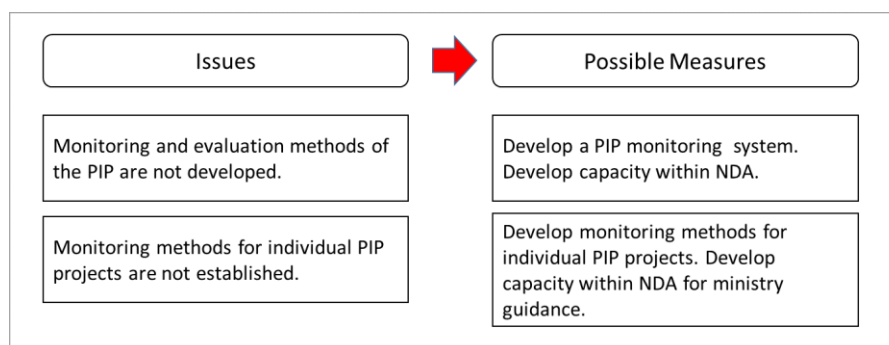 Issues
Possible Measures
Monitoring and evaluation methods of
the PIP are not developed.
Develop a PIP monitoring system.
Develop capacity within NDA.
Monitoring methods for individual PIP
projects are not established.
Develop monitoring methods for
individual PIP projects. Develop
capacity within NDA for ministry
guidance.